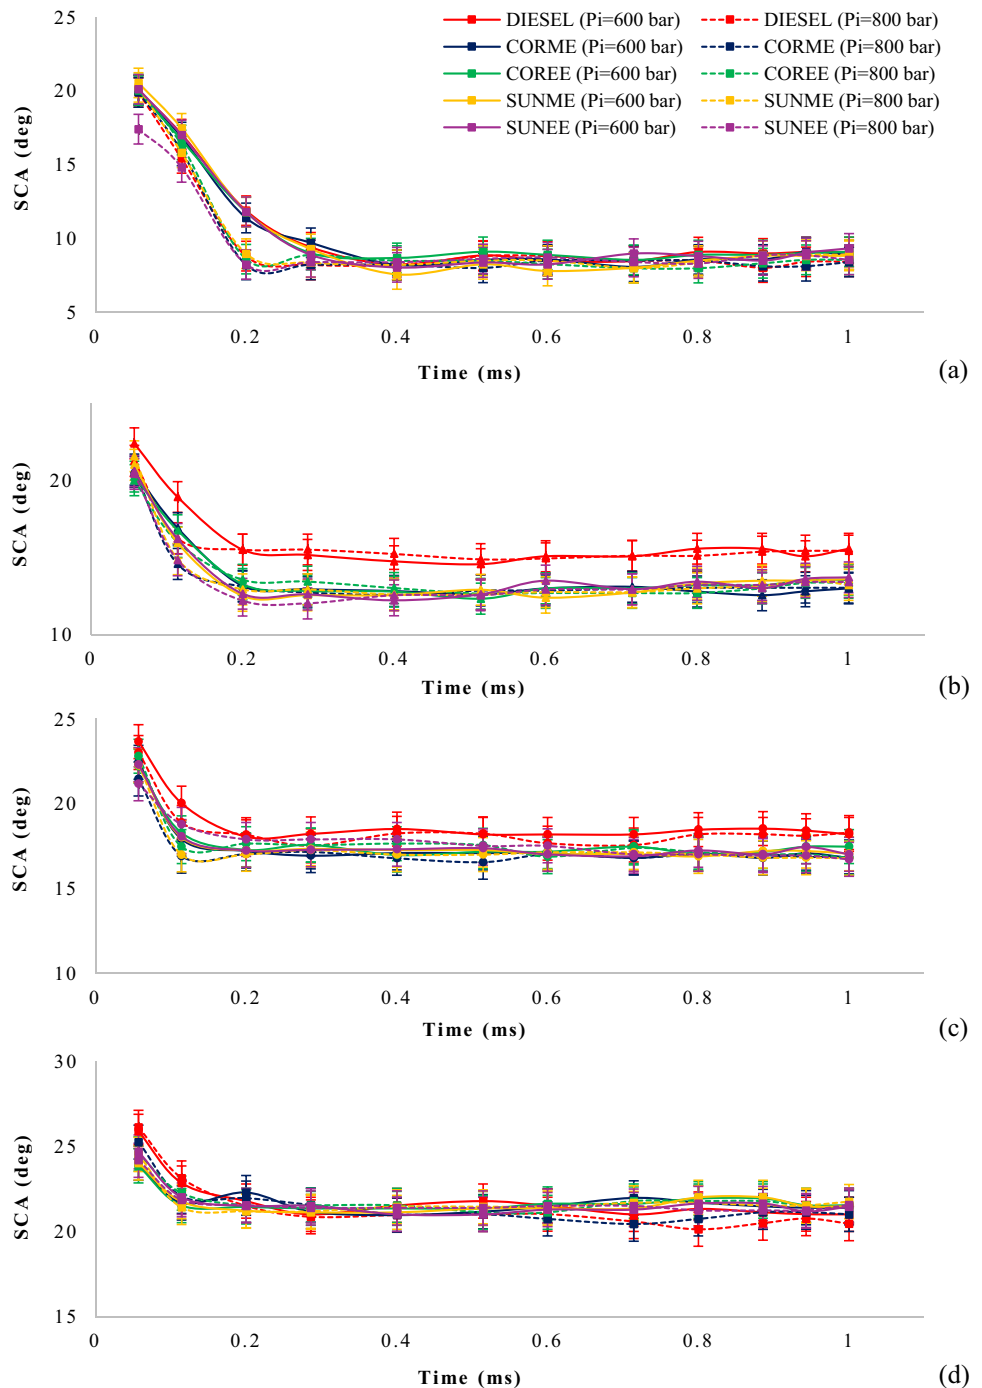 25
DIESEL (Pi=600 bar)
DIESEL (Pi=800 bar)
CORME (Pi=600 bar)
CORME (Pi=800 bar)
20
COREE (Pi=600 bar)
COREE (Pi=800 bar)
SUNME (Pi=600 bar)
SUNME (Pi=800 bar)
SUNEE (Pi=600 bar)
SUNEE (Pi=800 bar)
SCA (deg)
15
10
5
0
0.2
0.4
0.6
0.8
1
Time (ms)
(a)
SCA (deg)
20
10
0
0.2
0.4
0.6
0.8
1
Time (ms)
(b)
25
20
SCA (deg)
15
10
0
0.2
0.4
0.6
0.8
1
Time (ms)
(c)
30
25
SCA (deg)
20
15
0
0.2
0.4
0.6
0.8
1
Time (ms)
(d)